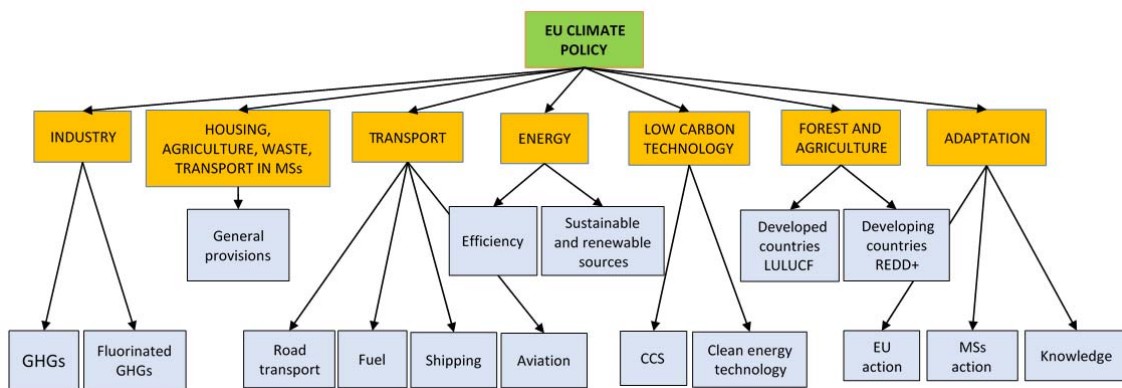 EU CLIMATE
POLICY
INDUSTRY
HOUSING,
AGRICULTURE, WASTE,
TRANSPORT IN MSs
TRANSPORT
ENERGY
LOW CARBON
TECHNOLOGY
FOREST AND
AGRICULTURE
ADAPTATION
General
provisions
Efficiency
Sustainable
and renewable
sources
Developed
countries
LULUCF
Developing
countries
REDD+
GHGs
Fluorinated
GHGs
Road
transport
Fuel
Shipping
Aviation
CCS
Clean energy
technology
EU
action
MSs
action
Knowledge